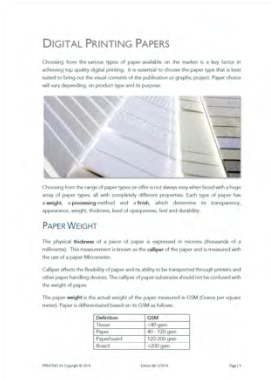 DIGITAL PRINTING PAPERS
Choosing from the various types of paper available on the market is a key factor in
achieving top quality digital printing. It is essential to choose the paper type that is best
suited to bring out the visual contents of the publication or graphic project. Paper choice
will vary depending on product type and its purpose.
Choosing from the range of paper types on offer is not always easy when faced with a huge
array of paper types, all with completely different properties. Each type of paper has
a weight, a processing method and a finish, which determine its transparency,
appearance, weight, thickness, level of opaqueness, feel and durability.
PAPER WEIGHT
The physical thickness of a piece of paper is expressed in microns (thousands of a
millimetre). This measurement is known as the calliper of the paper and is measured with
the use of a paper Micrometer.
Calliper affects the flexibility of paper and its ability to be transported through printers and
other paper handling devices. The calliper of paper substrates should not be confused with
the weight of paper.
The paper weight is the actual weight of the paper measured in GSM (Grams per square
metre). Paper is differentiated based on its GSM as follows:
Definition GSM
Tissue <40 gsm
Paper 40 - 120 gsm
Paperboard 120-200 gsm
Board >200 gsm
Copyright © 2014
Page | 4